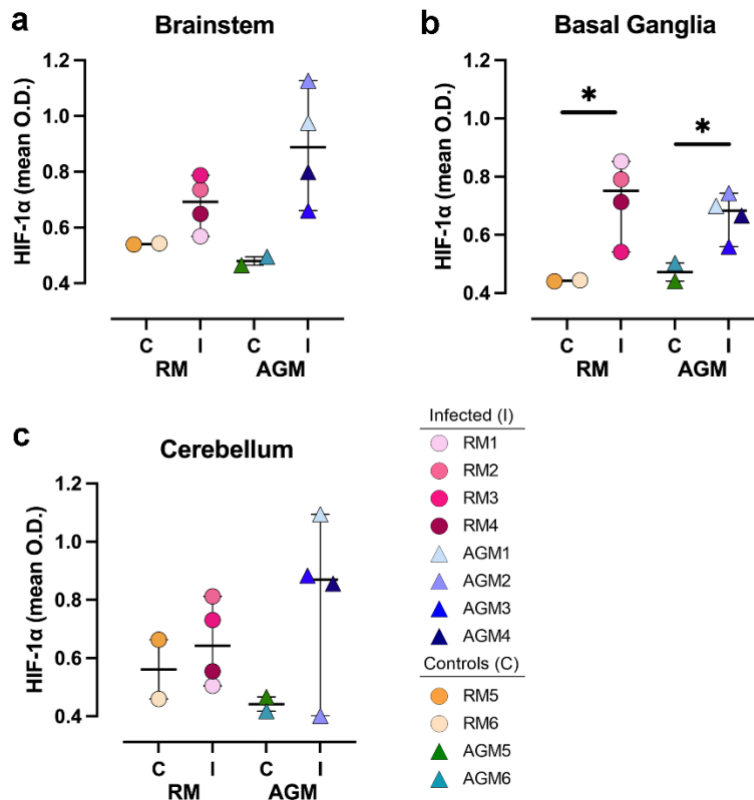 a
Brainstem
HIF-1α (mean O.D.)
1.2
1.0
0.8
0.6
0.4
C I C I
RM AGM
b
Basal Ganglia
HIF-1α (mean O.D.)
1.2
1.0
0.8
0.6
0.4
* *
C I C I
RM AGM
c
Cerebellum
HIF-1α (mean O.D.)
1.2
1.0
0.8
0.6
0.4
C I C I
RM AGM
Infected (I)
RM1
RM2
RM3
RM4
AGM1
AGM2
AGM3
AGM4
Controls (C)
RM5
RM6
AGM5
AGM6